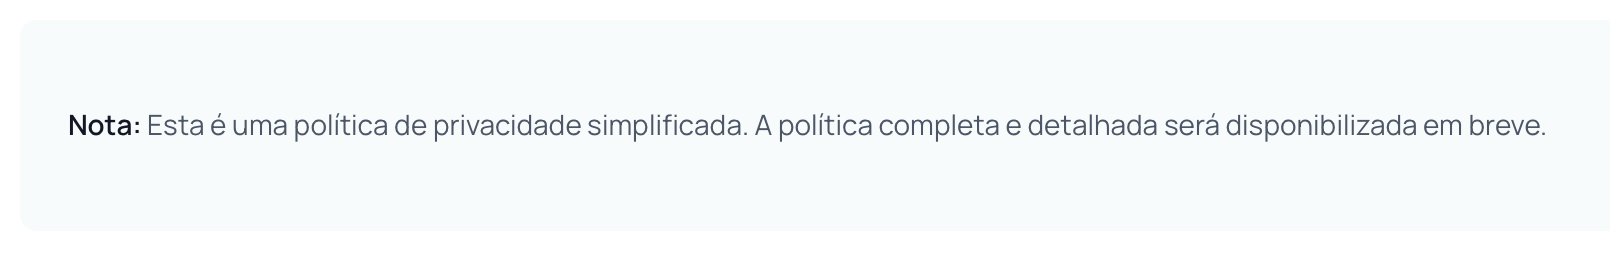 Nota: Esta é uma política de privacidade simplificada. A política completa e detalhada será disponibilizada em breve.